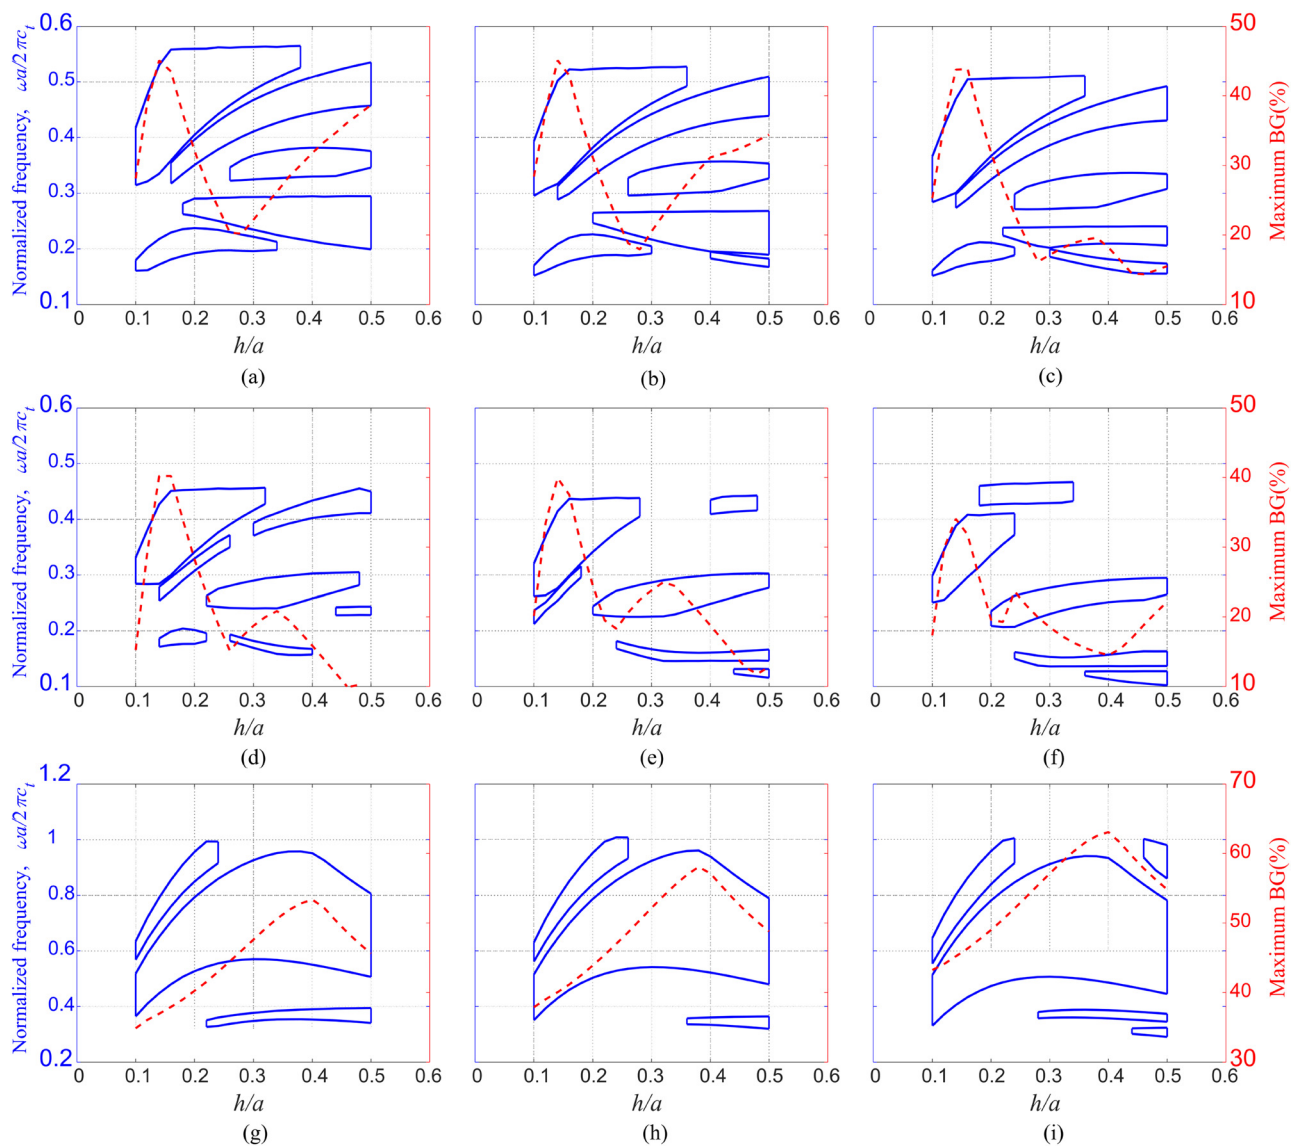 Normalized frequency, ωa/2πc_t
0.6
0.5
0.4
0.3
0.2
0.1
0 0.1 0.2 0.3 0.4 0.5 0.6
h/a
(a)
0 0.1 0.2 0.3 0.4 0.5 0.6
h/a
(b)
50
40
30
20
10
Maximum BG(%)
0 0.1 0.2 0.3 0.4 0.5 0.6
h/a
(c)
Normalized frequency, ωa/2πc_t
0.6
0.5
0.4
0.3
0.2
0.1
0 0.1 0.2 0.3 0.4 0.5 0.6
h/a
(d)
0 0.1 0.2 0.3 0.4 0.5 0.6
h/a
(e)
50
40
30
20
10
Maximum BG(%)
0 0.1 0.2 0.3 0.4 0.5 0.6
h/a
(f)
Normalized frequency, ωa/2πc_t
1.2
1
0.8
0.6
0.4
0.2
0 0.1 0.2 0.3 0.4 0.5 0.6
h/a
(g)
0 0.1 0.2 0.3 0.4 0.5 0.6
h/a
(h)
70
60
50
40
30
Maximum BG(%)
0 0.1 0.2 0.3 0.4 0.5 0.6
h/a
(i)